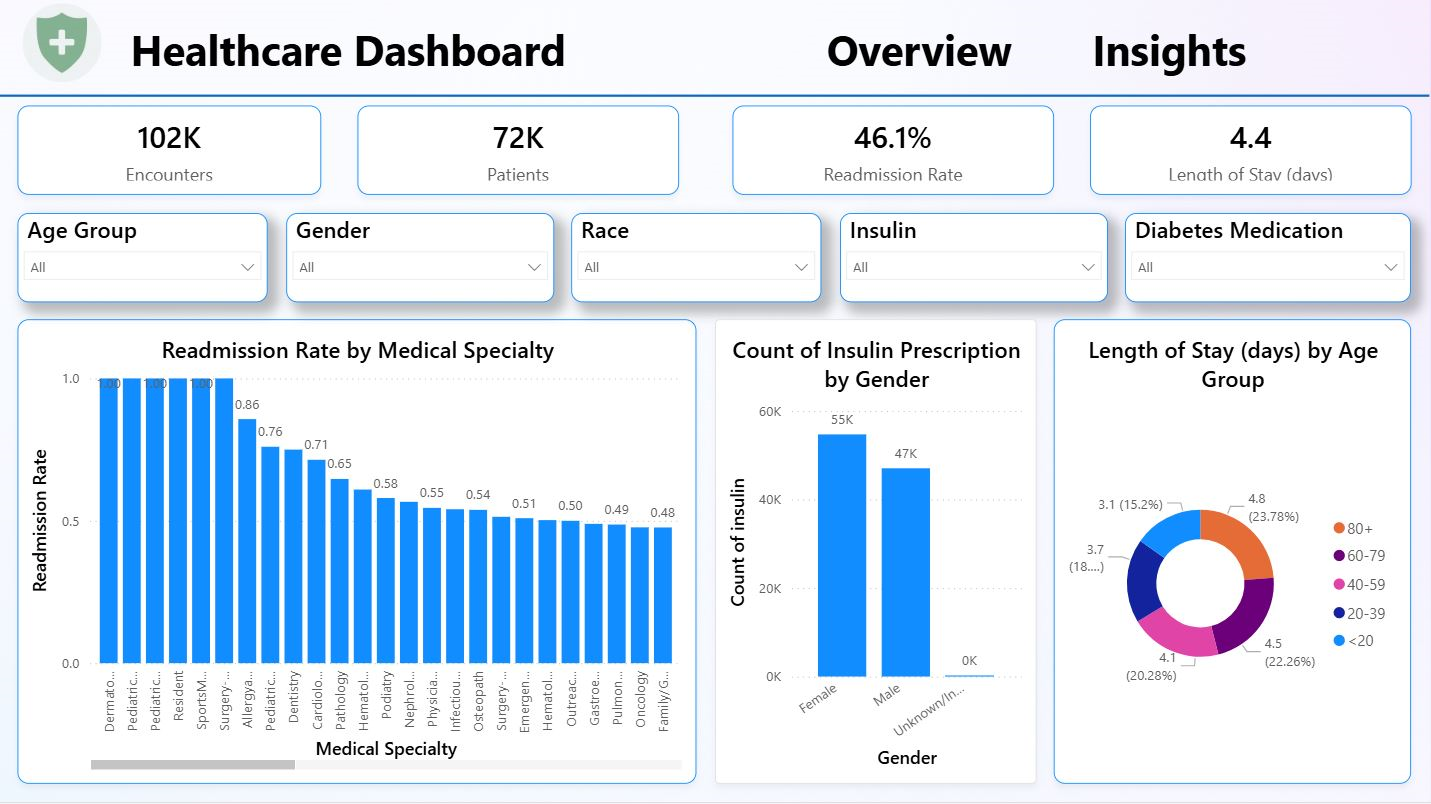 Healthcare Dashboard
Overview
Insights
102K
Encounters
72K
Patients
46.1%
Readmission Rate
4.4
Length of Stay (days)
Age Group
All
Gender
All
Race
All
Insulin
All
Diabetes Medication
All
Readmission Rate by Medical Specialty
Readmission Rate
1.0
0.5
0.0
1.00
1.00
1.00
0.86
0.76
0.71
0.65
0.58
0.55
0.54
0.51
0.50
0.49
0.48
Dermato...
Pediatric...
Pediatric...
Resident
SportsM...
Surgery-...
Allergya...
Pediatric...
Dentistry
Cardiolo...
Pathology
Hematol...
Podiatry
Nephrol...
Physicia...
Infectiou...
Osteopath
Surgery-...
Emergen...
Hematol...
Outreac...
Gastroe...
Pulmon...
Oncology
Family/G...
Medical Specialty
Count of Insulin Prescription
by Gender
Count of insulin
60K
40K
20K
0K
55K
47K
0K
Female
Male
Unknown/In...
Gender
Length of Stay (days) by Age
Group
3.1 (15.2%)
4.8
(23.78%)
3.7
(18....)
4.5
(22.26%)
4.1
(20.28%)
80+
60-79
40-59
20-39
<20